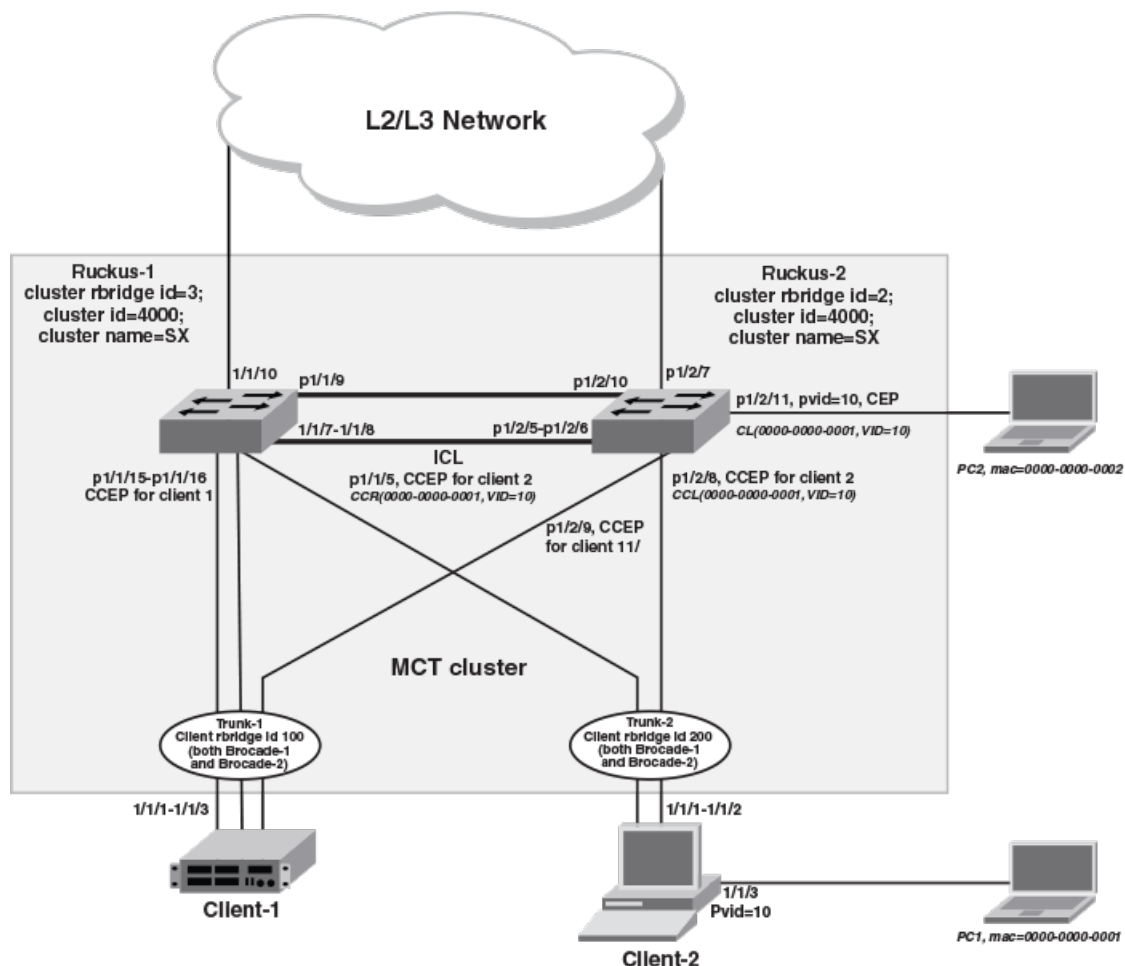 L2/L3 Network
Ruckus-1
cluster rbridge id=3;
cluster id=4000;
cluster name=SX
Ruckus-2
cluster rbridge id=2;
cluster id=4000;
cluster name=SX
1/1/10
p1/1/9
p1/2/10
p1/2/7
1/1/7-1/1/8
p1/2/5-p1/2/6
ICL
p1/2/11, pvid=10, CEP
CL(0000-0000-0001, VID=10)
PC2, mac=0000-0000-0002
p1/1/15-p1/1/16
CCEP for client 1
p1/1/5, CCEP for client 2
CCR(0000-0000-0001, VID=10)
p1/2/8, CCEP for client 2
CCL(0000-0000-0001, VID=10)
p1/2/9, CCEP
for client 11/
MCT cluster
Trunk-1
Client rbridge id 100
(both Brocade-1
and Brocade-2)
Trunk-2
Client rbridge id 200
(both Brocade-1
and Brocade-2)
1/1/1-1/1/3
1/1/1-1/1/2
Client-1
1/1/3
Pvid=10
Client-2
PC1, mac=0000-0000-0001